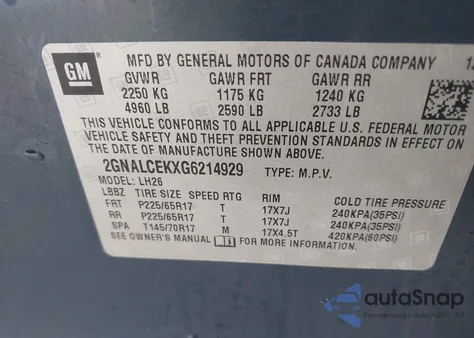 GM
MFD BY GENERAL MOTORS OF CANADA COMPANY 12
GVWR GAWR FRT GAWR RR
2250 KG 1175 KG 1240 KG
4960 LB 2590 LB 2733 LB
THIS VEHICLE CONFORMS TO ALL APPLICABLE U.S. FEDERAL MOTOR
VEHICLE SAFETY AND THEFT PREVENTION STANDARDS IN EFFECT ON
THE DATE OF MANUFACTURE SHOWN ABOVE.
2GNALCEKXG6214929 TYPE: M.P.V.
MODEL: LH26
LBBZ TIRE SIZE SPEED RTG RIM COLD TIRE PRESSURE
FRT P225/65R17 T 17X7J 240KPA(35PSI)
RR P225/65R17 T 17X7J 240KPA(35PSI)
SPA T145/70R17 M 17X4.5T 420KPA(60PSI)
SEE OWNER'S MANUAL FOR MORE INFORMATION
autoSnap